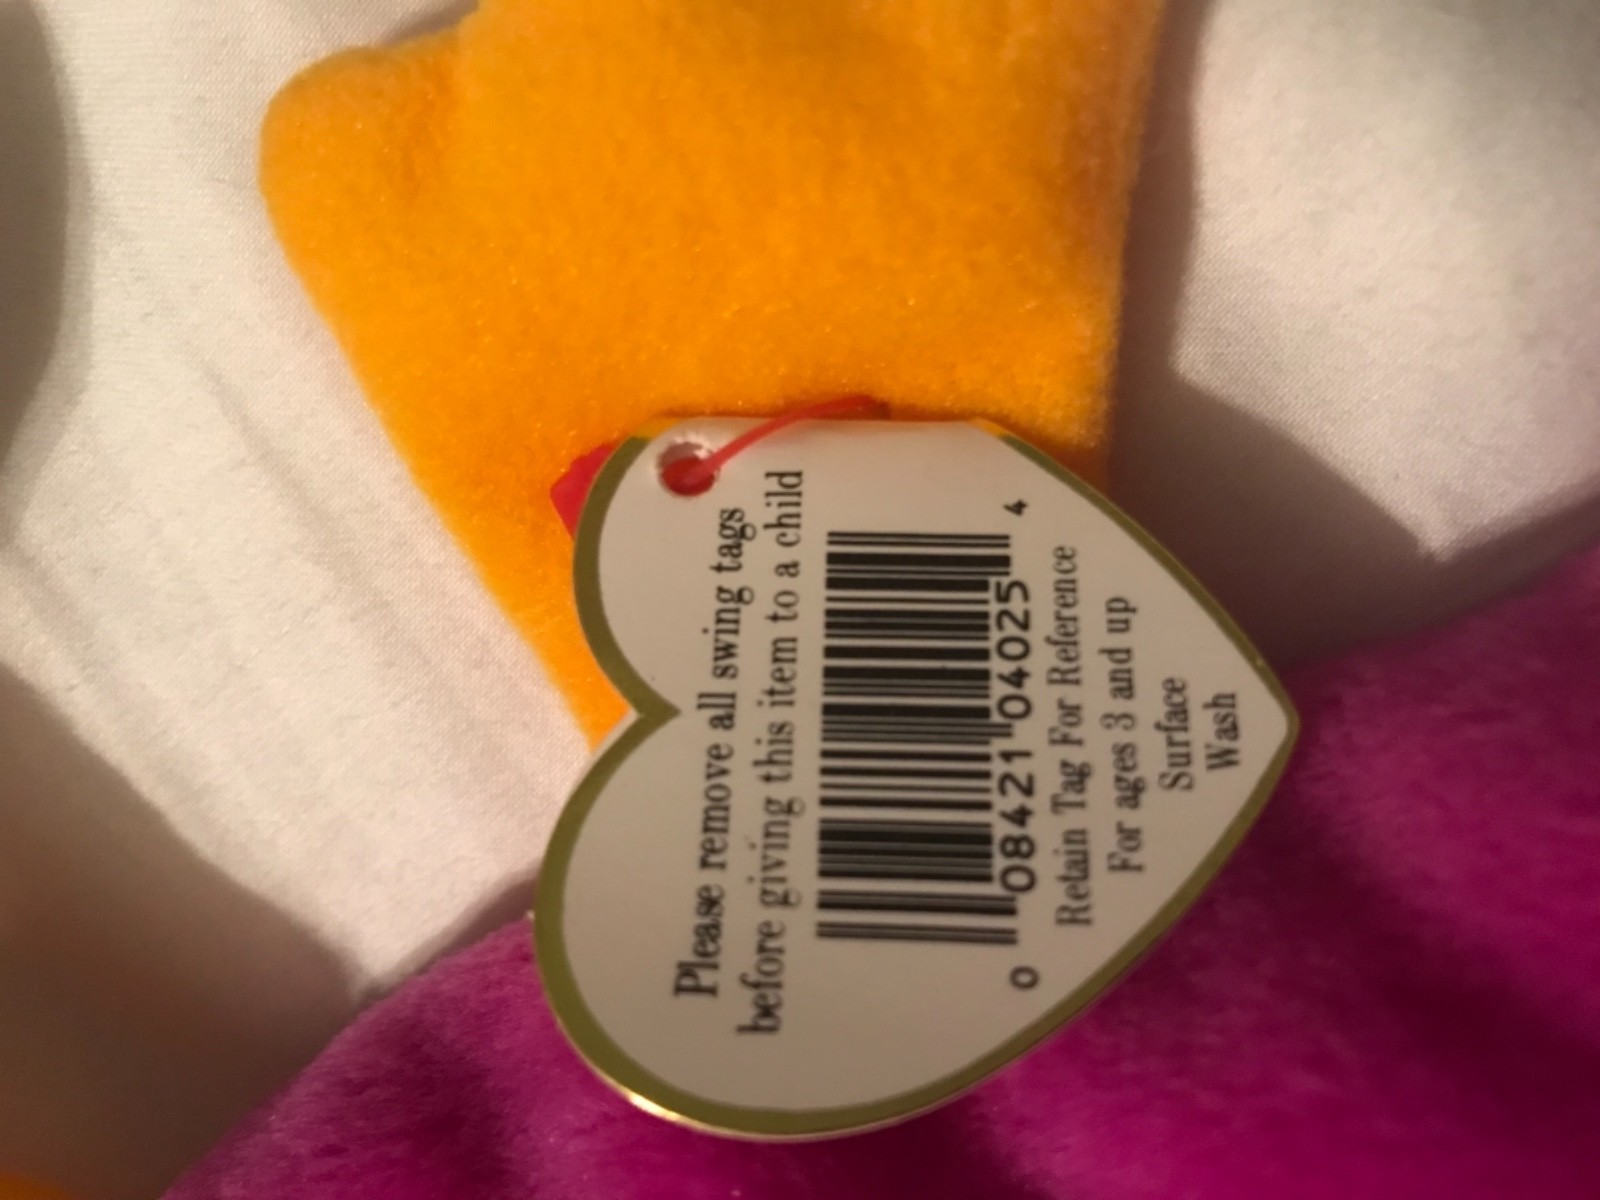 Please remove all swing tags
before giving this item to a child
0 08421 04025 4
Retain Tag For Reference
For ages 3 and up
Surface
Wash